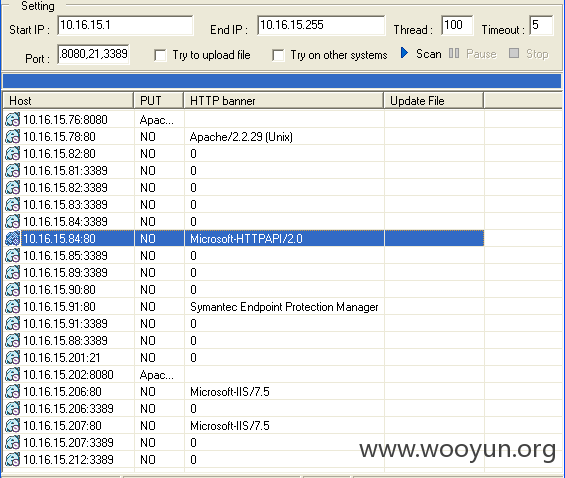 Setting
Start IP : 10.16.15.1 End IP : 10.16.15.255 Thread : 100 Timeout : 5
Port : :8080,21,3389 Try to upload file Try on other systems Scan Pause Stop
Host PUT HTTP banner Update File
10.16.15.76:8080 Apac...
10.16.15.78:80 NO Apache/2.2.29 (Unix)
10.16.15.82:80 NO 0
10.16.15.81:3389 NO 0
10.16.15.82:3389 NO 0
10.16.15.83:3389 NO 0
10.16.15.84:3389 NO 0
10.16.15.84:80 NO Microsoft-HTTPAPI/2.0
10.16.15.85:3389 NO 0
10.16.15.89:3389 NO 0
10.16.15.90:80 NO 0
10.16.15.91:80 NO Symantec Endpoint Protection Manager
10.16.15.91:3389 NO 0
10.16.15.88:3389 NO 0
10.16.15.201:21 NO 0
10.16.15.202:8080 Apac...
10.16.15.206:80 NO Microsoft-IIS/7.5
10.16.15.206:3389 NO 0
10.16.15.207:80 NO Microsoft-IIS/7.5
10.16.15.207:3389 NO 0
10.16.15.212:3389 NO 0
www.wooyun.org